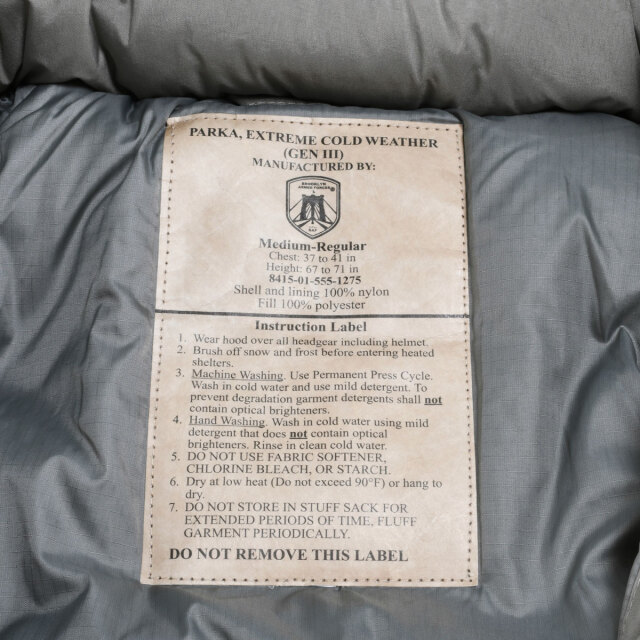 PARKA, EXTREME COLD WEATHER
(GEN III)
MANUFACTURED BY:
BROOKLYN
ARMED FORCES
Medium-Regular
Chest: 37 to 41 in
Height: 67 to 71 in
8415-01-555-1275
Shell and lining 100% nylon
Fill 100% polyester
Instruction Label
1. Wear hood over all headgear including helmet.
2. Brush off snow and frost before entering heated
shelters.
3. Machine Washing. Use Permanent Press Cycle.
Wash in cold water and use mild detergent. To
prevent degradation garment detergents shall not
contain optical brighteners.
4. Hand Washing. Wash in cold water using mild
detergent that does not contain optical
brighteners. Rinse in clean cold water.
5. DO NOT USE FABRIC SOFTENER,
CHLORINE BLEACH, OR STARCH.
6. Dry at low heat (Do not exceed 90°F) or hang to
dry.
7. DO NOT STORE IN STUFF SACK FOR
EXTENDED PERIODS OF TIME, FLUFF
GARMENT PERIODICALLY.
DO NOT REMOVE THIS LABEL